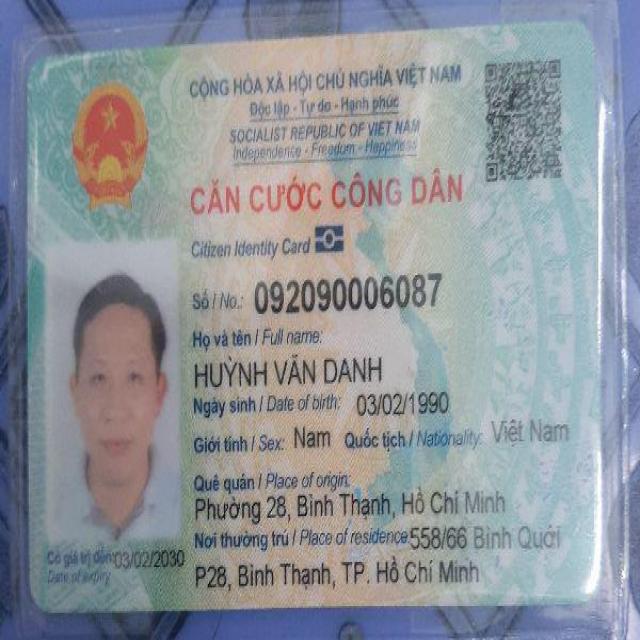 CỘNG HÒA XÃ HỘI CHỦ NGHĨA VIỆT NAM
Độc lập - Tự do - Hạnh phúc
SOCIALIST REPUBLIC OF VIET NAM
Independence - Freedom - Happiness
CĂN CƯỚC CÔNG DÂN
Citizen Identity Card
Số / No.: 092090006087
Họ và tên / Full name:
HUỲNH VĂN DANH
Ngày sinh / Date of birth: 03/02/1990
Giới tính / Sex: Nam Quốc tịch / Nationality: Việt Nam
Quê quán / Place of origin:
Phường 28, Bình Thạnh, Hồ Chí Minh
Nơi thường trú / Place of residence: 558/66 Bình Quới
P28, Bình Thạnh, TP. Hồ Chí Minh
Có giá trị đến: 03/02/2030
Date of expiry